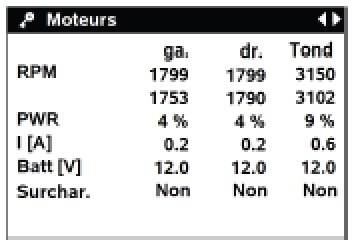 Moteurs
ga. dr. Tond
RPM 1799 1799 3150
1753 1790 3102
PWR 4 % 4 % 9 %
I [A] 0.2 0.2 0.6
Batt [V] 12.0 12.0 12.0
Surchar. Non Non Non